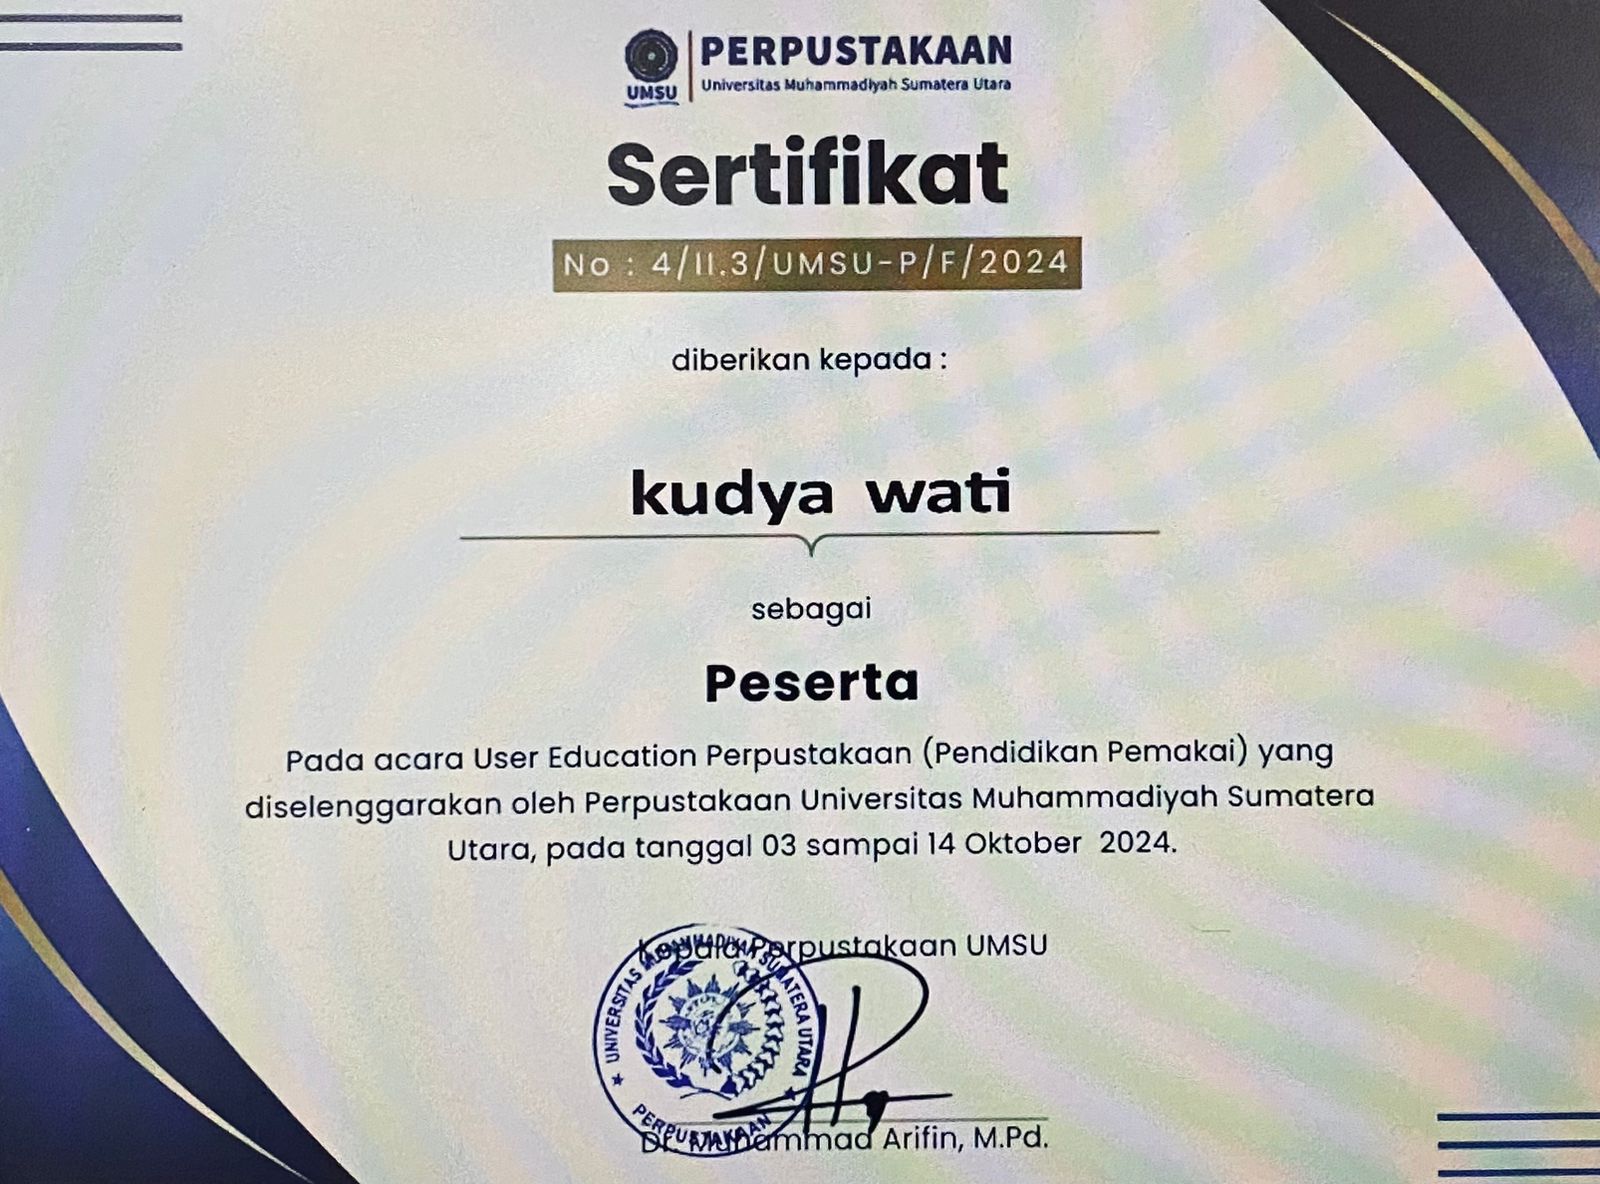 UMSU
PERPUSTAKAAN
Universitas Muhammadiyah Sumatera Utara
Sertifikat
No : 4/II.3/UMSU-P/F/2024
diberikan kepada :
kudya wati
sebagai
Peserta
Pada acara User Education Perpustakaan (Pendidikan Pemakai) yang
diselenggarakan oleh Perpustakaan Universitas Muhammadiyah Sumatera
Utara, pada tanggal 03 sampai 14 Oktober 2024.
Kepala Perpustakaan UMSU
UNIVERSITAS MUHAMMADIYAH SUMATERA UTARA
PERPUSTAKAAN
Dr. Muhammad Arifin, M.Pd.